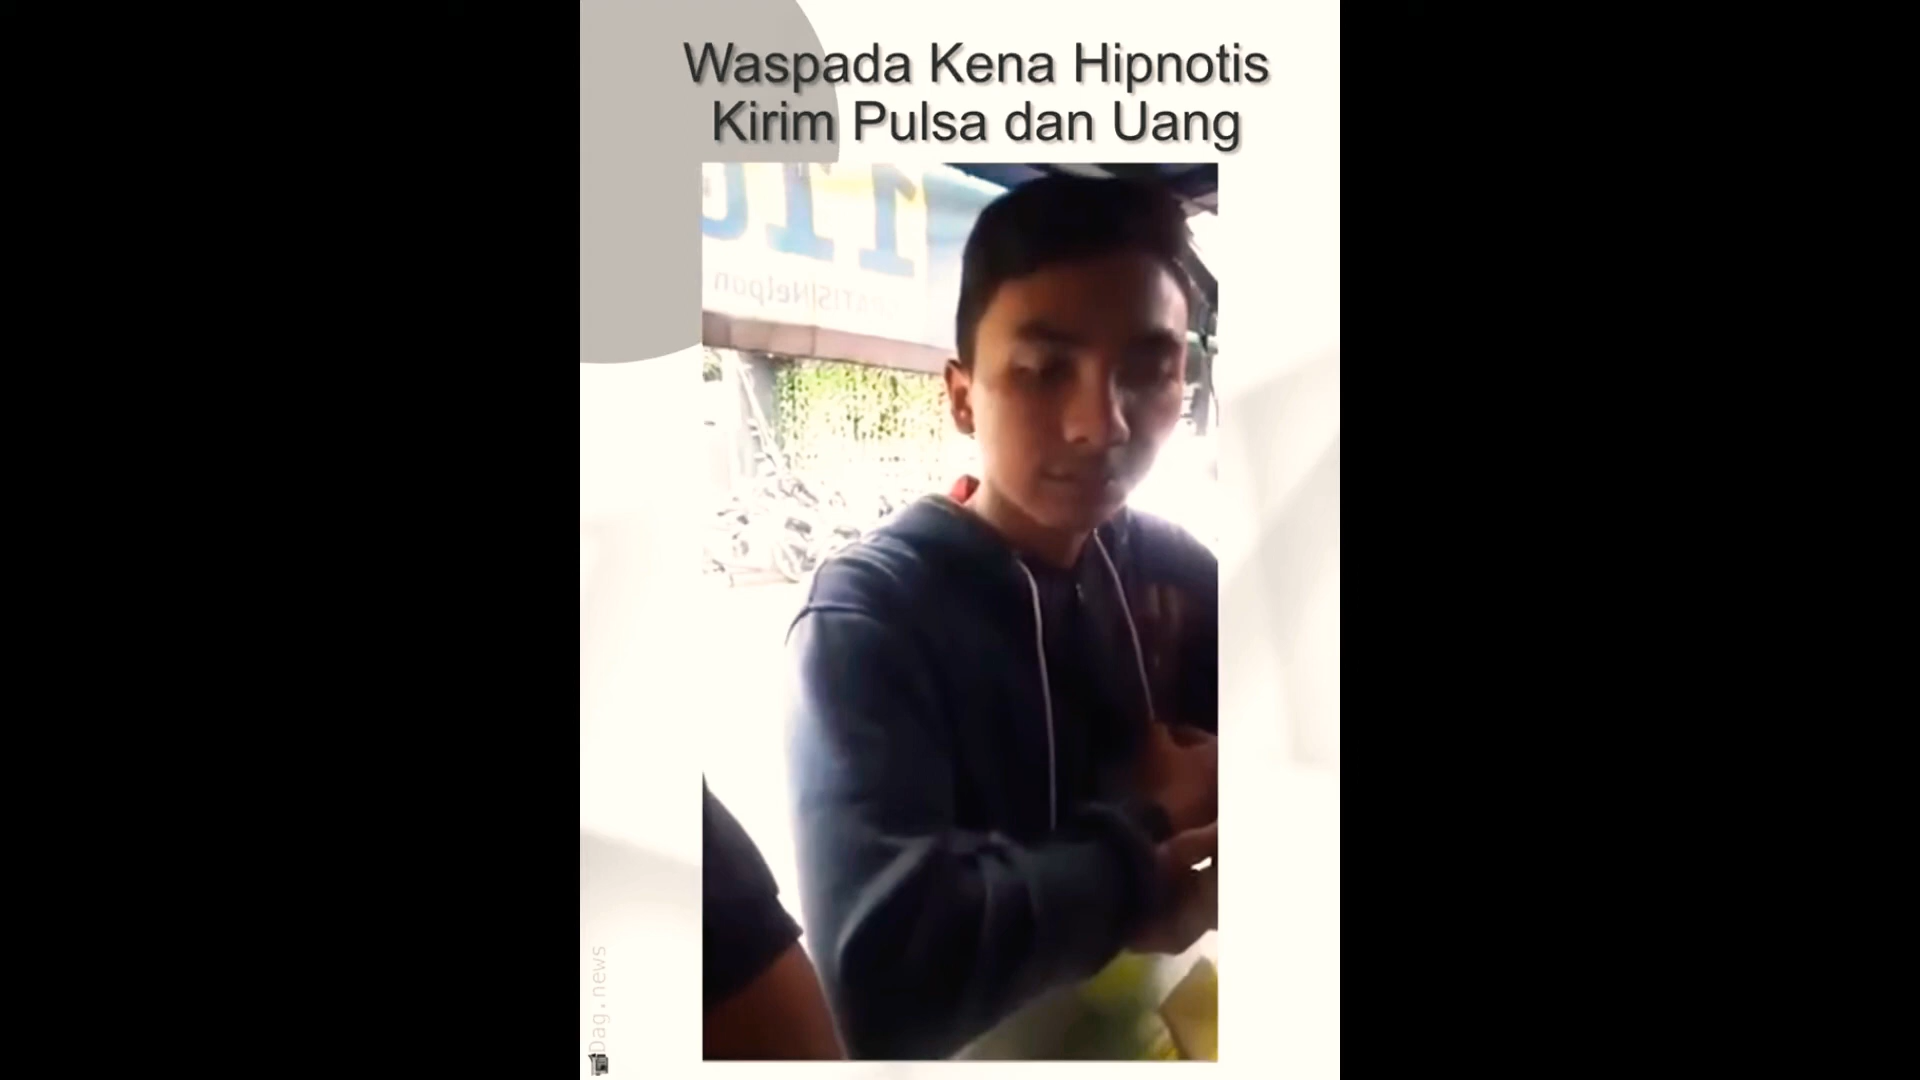 Waspada Kena Hipnotis
Kirim Pulsa dan Uang
GRATIS|Nelpon
Dag.news